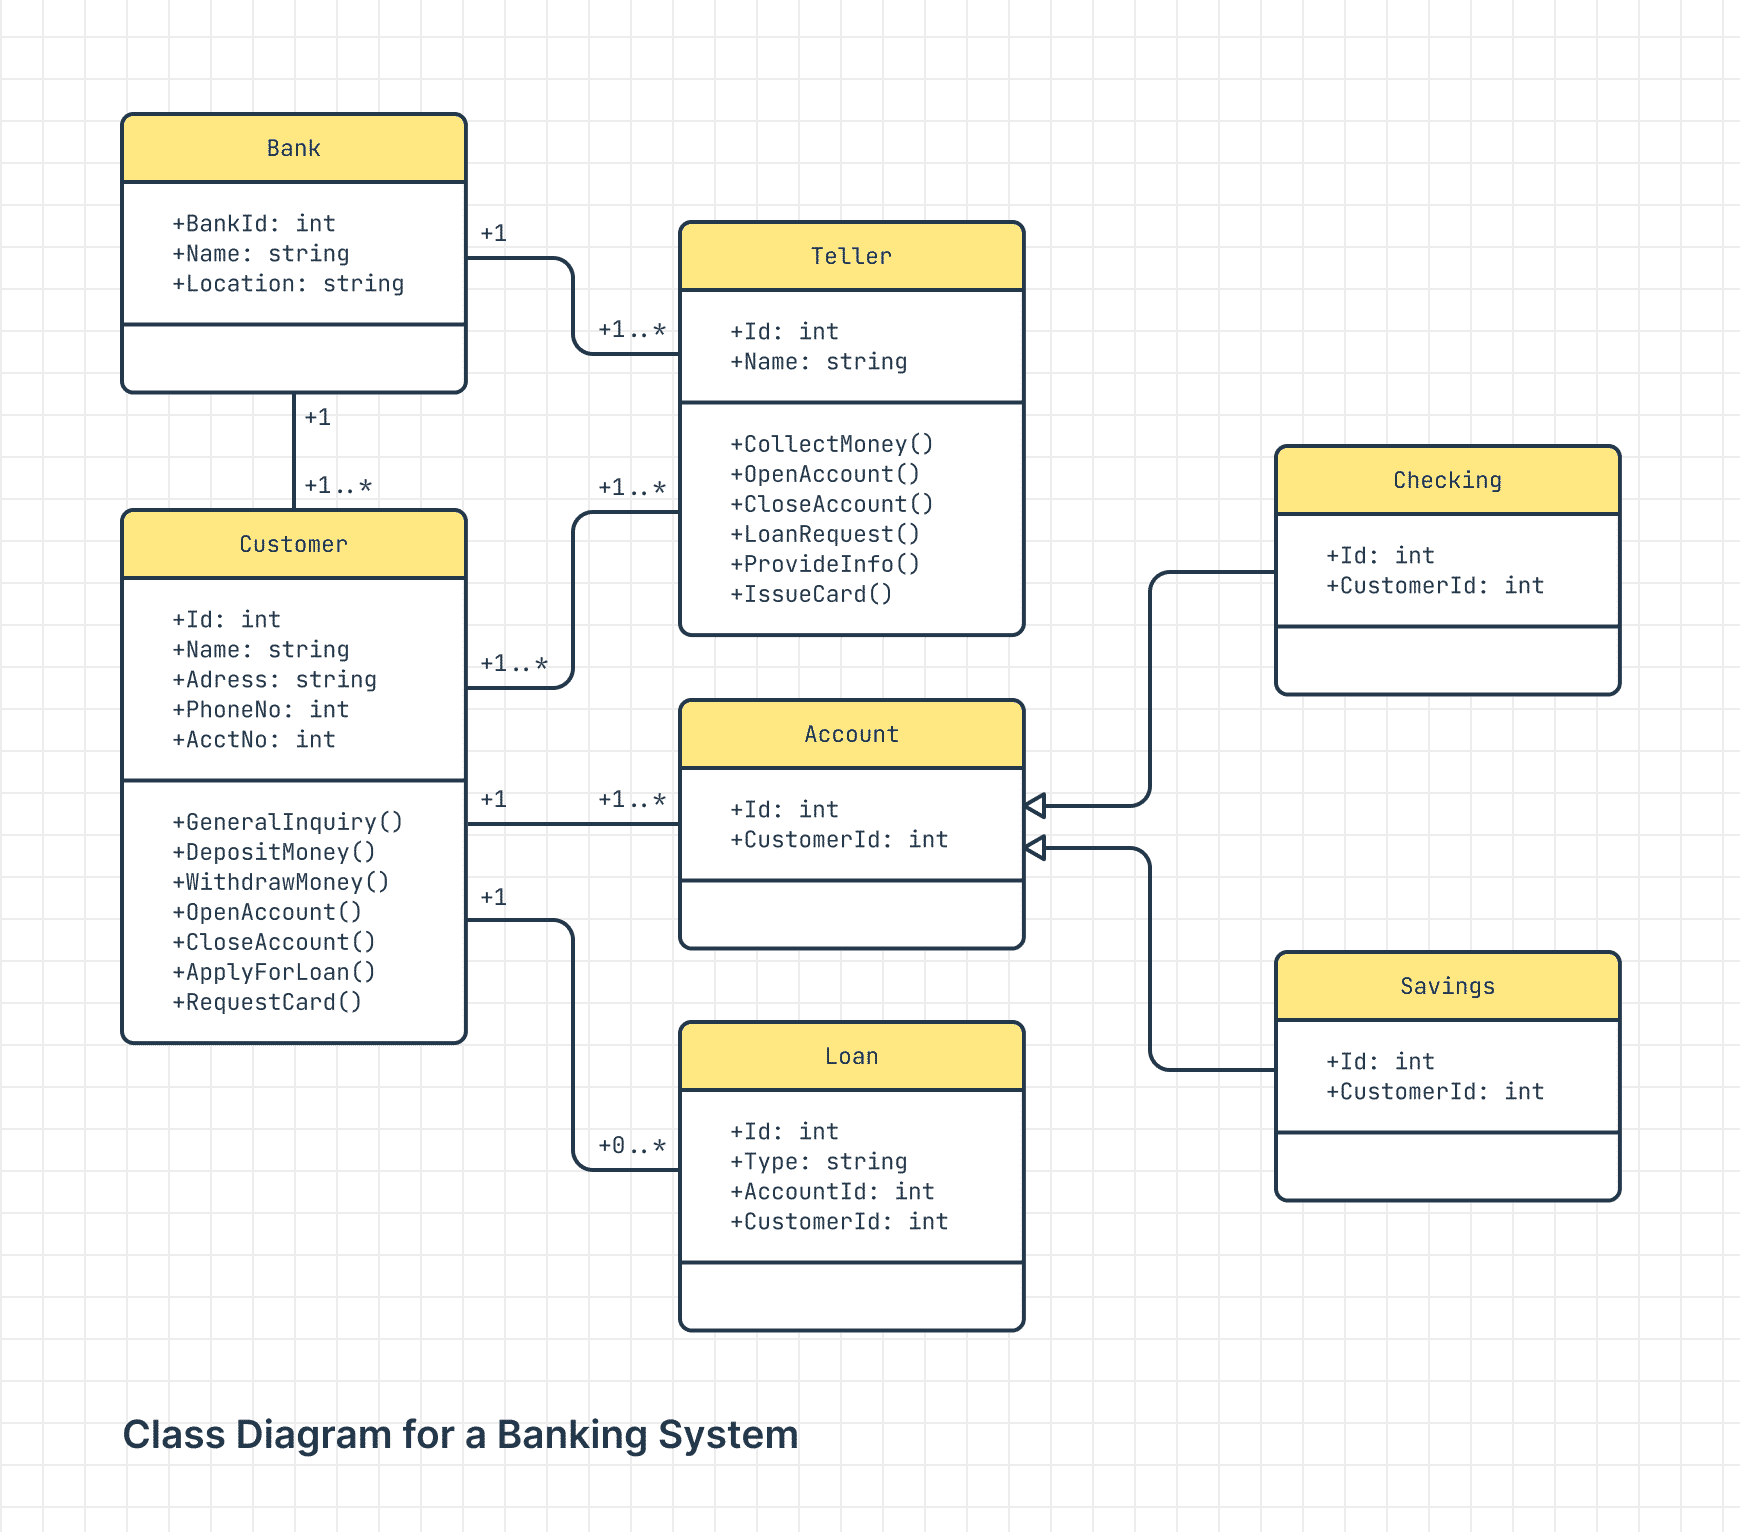 Bank
+BankId: int
+Name: string
+Location: string
+1
+1..*
+1
+1..*
Teller
+Id: int
+Name: string
+CollectMoney()
+OpenAccount()
+CloseAccount()
+LoanRequest()
+ProvideInfo()
+IssueCard()
Customer
+Id: int
+Name: string
+Adress: string
+PhoneNo: int
+AcctNo: int
+GeneralInquiry()
+DepositMoney()
+WithdrawMoney()
+OpenAccount()
+CloseAccount()
+ApplyForLoan()
+RequestCard()
+1..*
+1..*
+1
+1..*
+1
+0..*
Account
+Id: int
+CustomerId: int
Loan
+Id: int
+Type: string
+AccountId: int
+CustomerId: int
Checking
+Id: int
+CustomerId: int
Savings
+Id: int
+CustomerId: int
Class Diagram for a Banking System